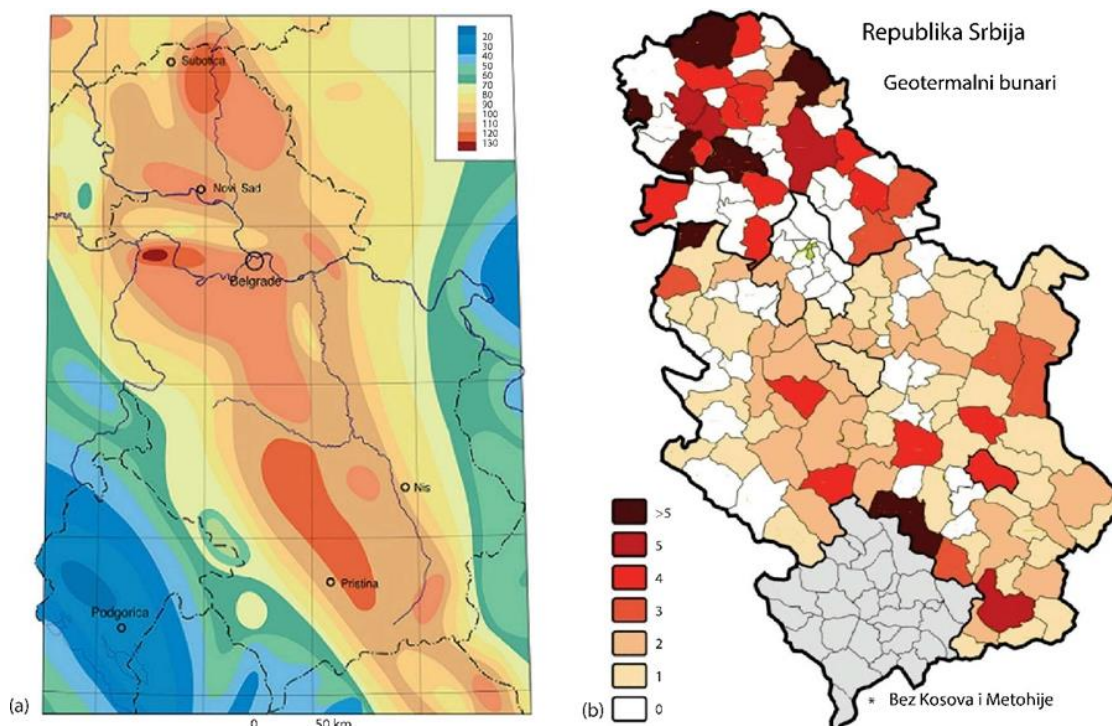 20
30
40
50
60
70
80
90
100
110
120
130
Subotica
Novi Sad
Belgrade
Nis
Pristina
Podgorica
(a)
0 50 km
Republika Srbija
Geotermalni bunari
>5
5
4
3
2
1
0
(b)
* Bez Kosova i Metohije